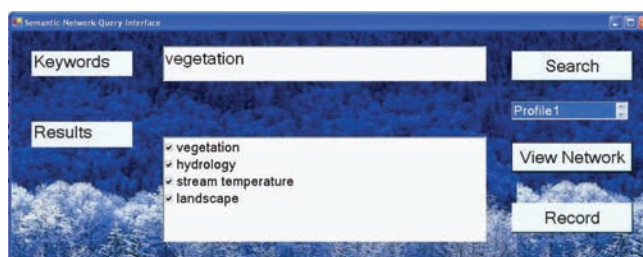 Semantic-Network-Query-Interface
Keywords
vegetation
Search
Profile1
Results
vegetation
hydrology
stream temperature
landscape
View Network
Record